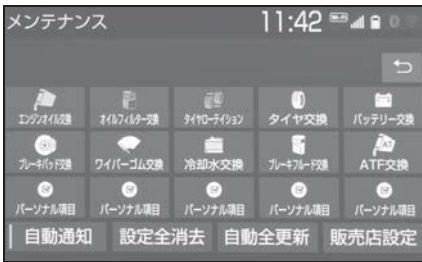 メンテナンス 11:42 Wi-Fi 0
エンジンオイル交換 オイルフィルター交換 タイヤローテイション タイヤ交換 バッテリー交換
ブレーキパッド交換 ワイパーゴム交換 冷却水交換 ブレーキフルード交換 ATF交換
パーソナル項目 パーソナル項目 パーソナル項目 パーソナル項目 パーソナル項目
自動通知 設定全消去 自動全更新 販売店設定